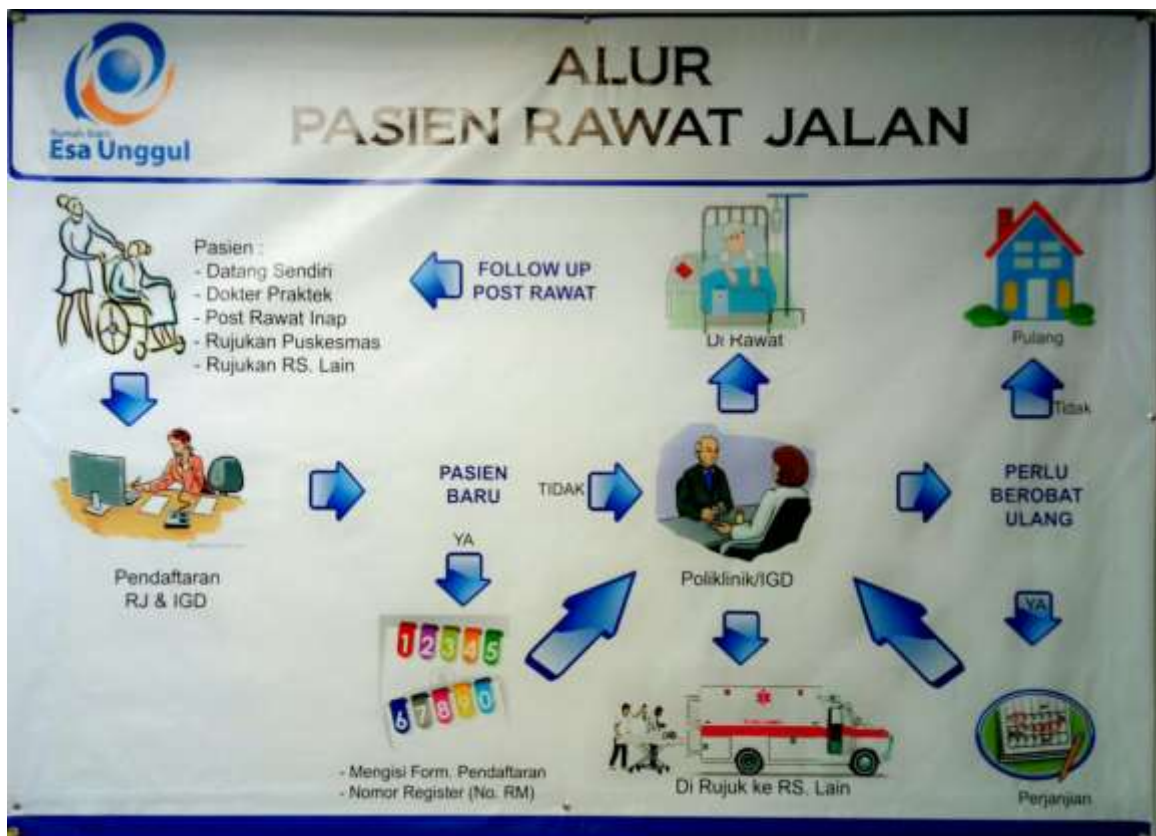 ALUR
PASIEN RAWAT JALAN
Rumah Sakit
Esa Unggul
Pasien :
- Datang Sendiri
- Dokter Praktek
- Post Rawat Inap
- Rujukan Puskesmas
- Rujukan RS. Lain
FOLLOW UP
POST RAWAT
Di Rawat
Pulang
Tidak
Pendaftaran
RJ & IGD
PASIEN
BARU
TIDAK
YA
Poliklinik/IGD
PERLU
BEROBAT
ULANG
YA
1 2 3 4 5
6 7 8 9 0
- Mengisi Form. Pendaftaran
- Nomor Register (No. RM)
Di Rujuk ke RS. Lain
Perjanjian